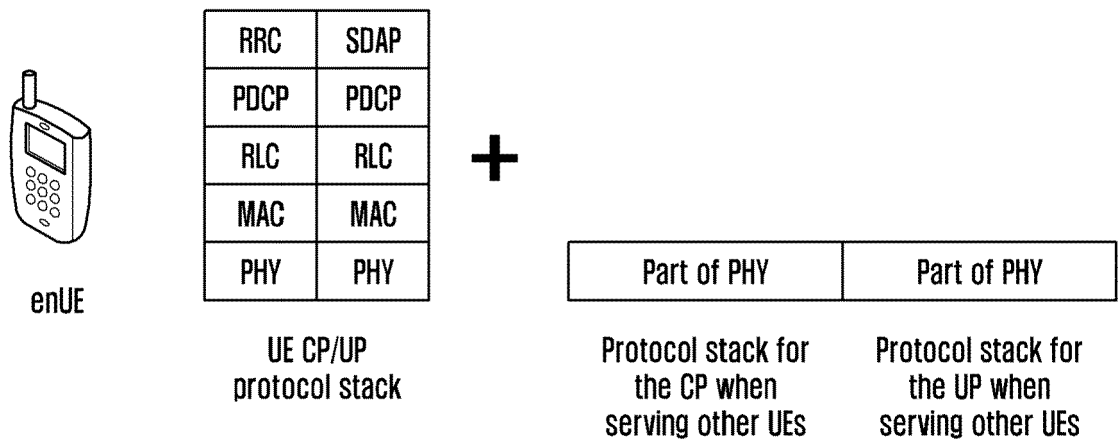 RRC SDAP
PDCP PDCP
RLC RLC
+
MAC MAC
PHY PHY
Part of PHY Part of PHY
enUE
UE CP/UP
protocol stack
Protocol stack for
the CP when
serving other UEs
Protocol stack for
the UP when
serving other UEs